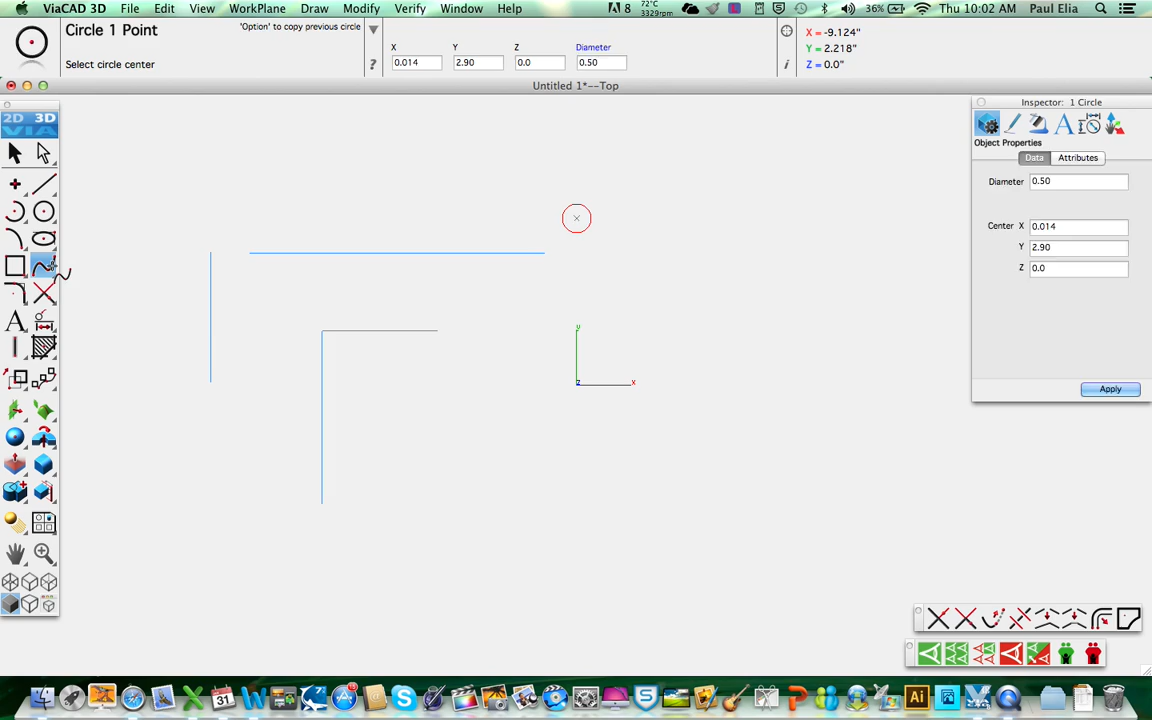 ViaCAD 3D File Edit View WorkPlane Draw Modify Verify Window Help 8 72°C 3329rpm 36% Thu 10:02 AM Paul Elia
Circle 1 Point 'Option' to copy previous circle
Select circle center
X Y Z Diameter
0.014 2.90 0.0 0.50
X = -9.124"
Y = 2.218"
Z = 0.0"
Untitled 1*--Top
2D 3D
VIA
Inspector: 1 Circle
Object Properties
Data Attributes
Diameter 0.50
Center X 0.014
Y 2.90
Z 0.0
Apply
y
z x